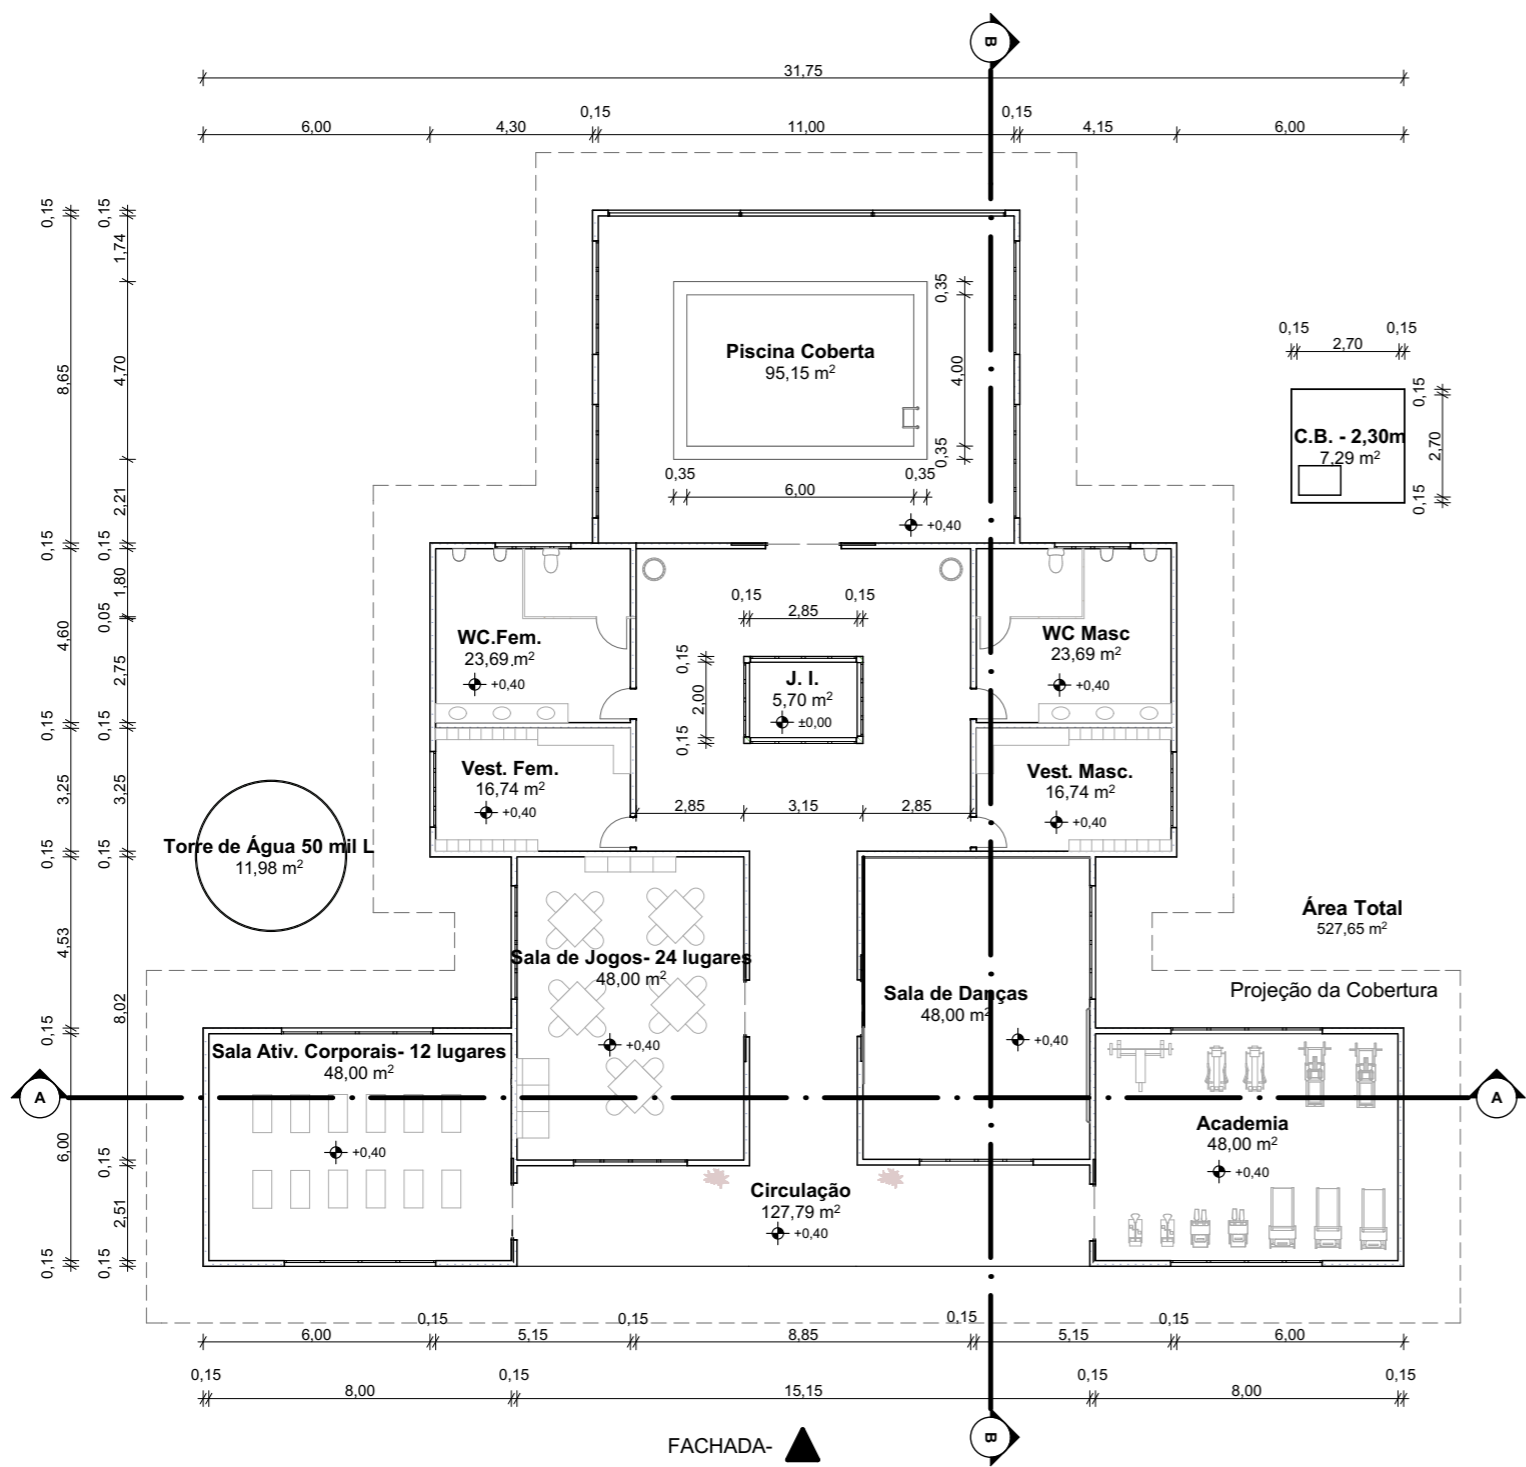 B
31,75
0,15
0,15
6,00
4,30
11,00
4,15
6,00
0,15
0,15
1,74
8,65
4,70
2,21
0,15
0,15
1,80
0,05
4,60
2,75
0,15
0,15
3,25
3,25
0,15
0,15
4,53
8,02
0,15
6,00
0,15
2,51
0,15
0,15
Piscina Coberta
95,15 m²
0,35
4,00
0,35
0,35
0,35
6,00
+0,40
0,15
0,15
2,70
0,15
2,70
0,15
C.B. - 2,30m
7,29 m²
WC.Fem.
23,69 m²
+0,40
0,15
0,15
2,85
0,15
2,00
0,15
J. I.
5,70 m²
±0,00
WC Masc
23,69 m²
+0,40
Vest. Fem.
16,74 m²
+0,40
2,85
3,15
2,85
Vest. Masc.
16,74 m²
+0,40
Torre de Água 50 mil L
11,98 m²
Sala de Jogos- 24 lugares
48,00 m²
+0,40
Sala de Danças
48,00 m²
+0,40
Área Total
527,65 m²
Projeção da Cobertura
Sala Ativ. Corporais- 12 lugares
48,00 m²
+0,40
A
A
Academia
48,00 m²
+0,40
Circulação
127,79 m²
+0,40
0,15
0,15
0,15
0,15
6,00
5,15
8,85
5,15
6,00
0,15
0,15
0,15
0,15
8,00
15,15
8,00
FACHADA-
B